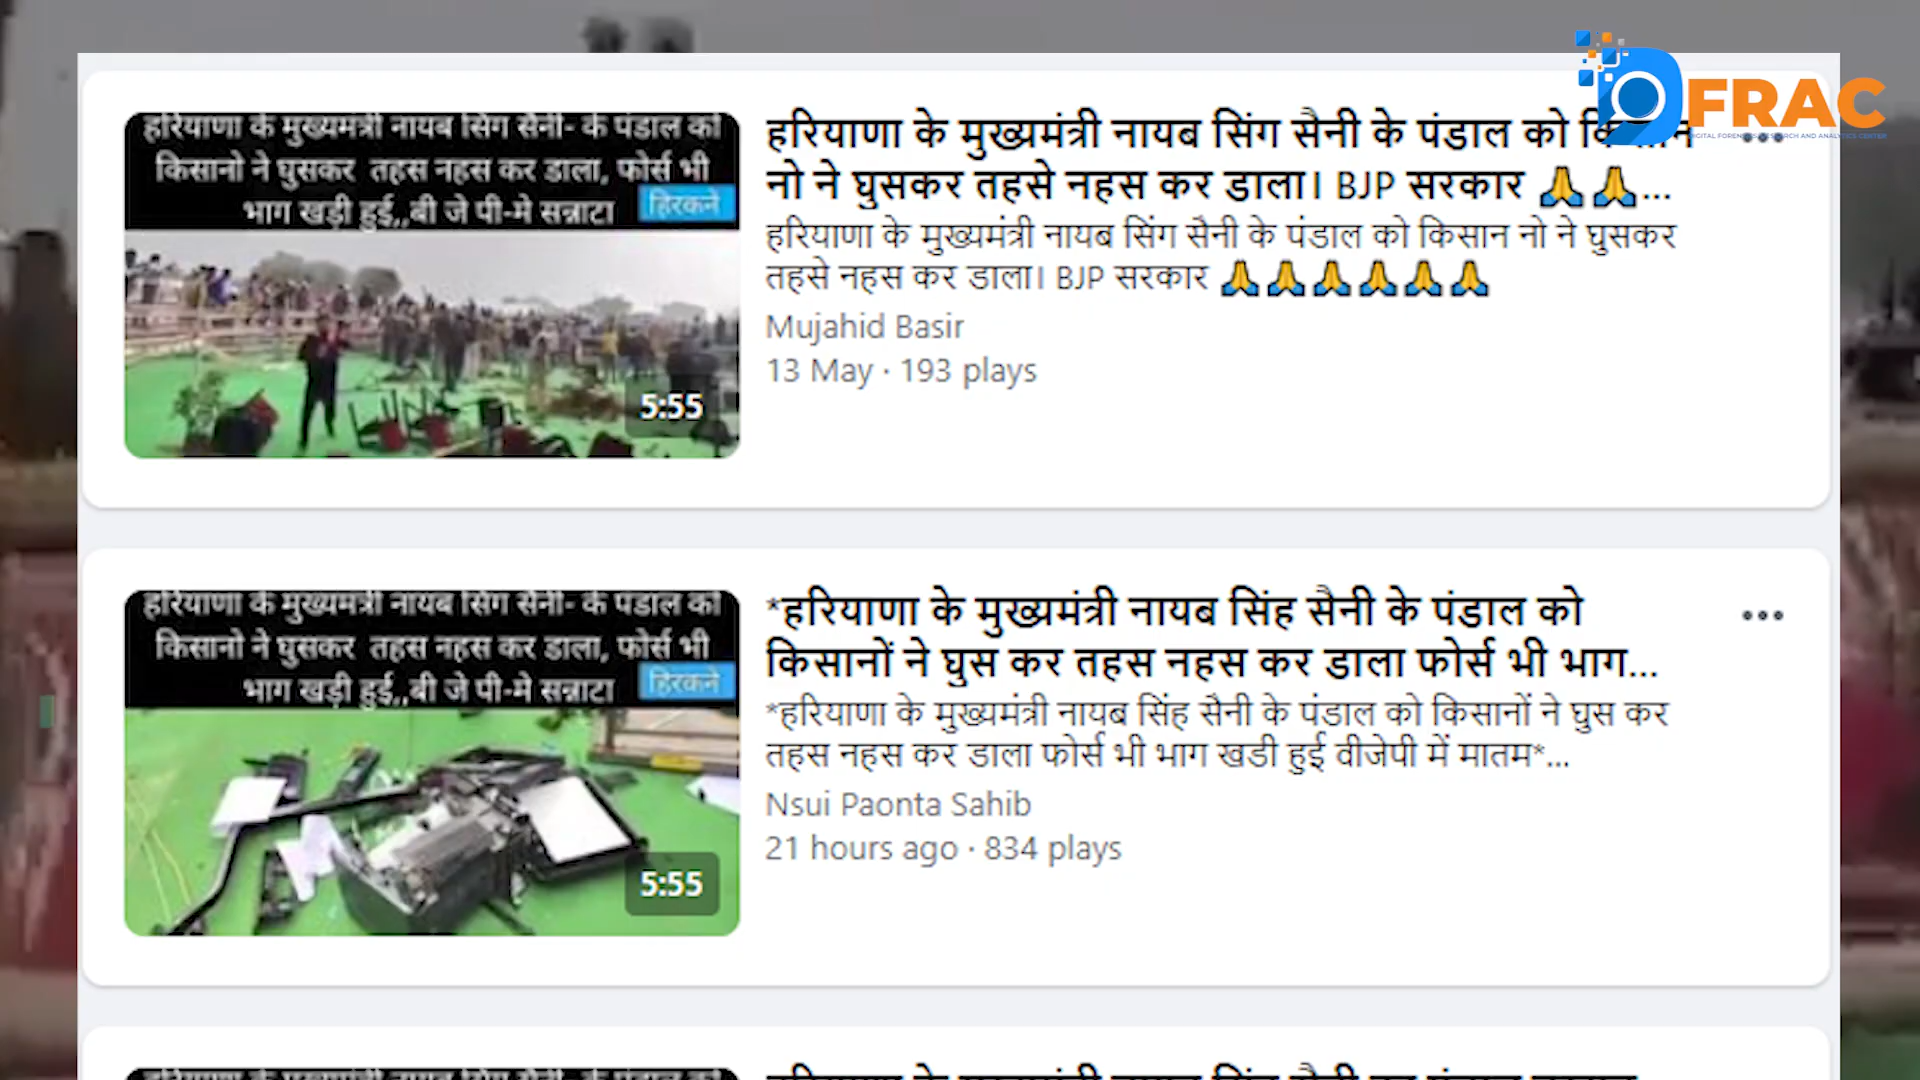 FRAC
DIGITAL FORENSICS RESEARCH AND ANALYTICS CENTER
हरियाणा के मुख्यमंत्री नायब सिंग सैनी- के पंडाल को
किसानो ने घुसकर तहस नहस कर डाला, फोर्स भी
भाग खड़ी हुई,,बी जे पी-मे सन्नाटा
हिरकने
5:55
हरियाणा के मुख्यमंत्री नायब सिंग सैनी के पंडाल को
नो ने घुसकर तहसे नहस कर डाला। BJP सरकार 🙏🙏...
हरियाणा के मुख्यमंत्री नायब सिंग सैनी के पंडाल को किसान नो ने घुसकर
तहसे नहस कर डाला। BJP सरकार 🙏🙏🙏🙏🙏🙏
Mujahid Basir
13 May · 193 plays
हरियाणा के मुख्यमंत्री नायब सिंग सैनी- के पंडाल को
किसानो ने घुसकर तहस नहस कर डाला, फोर्स भी
भाग खड़ी हुई,,बी जे पी-मे सन्नाटा
हिरकने
5:55
*हरियाणा के मुख्यमंत्री नायब सिंह सैनी के पंडाल को
किसानों ने घुस कर तहस नहस कर डाला फोर्स भी भाग...
*हरियाणा के मुख्यमंत्री नायब सिंह सैनी के पंडाल को किसानों ने घुस कर
तहस नहस कर डाला फोर्स भी भाग खडी हुई वीजेपी में मातम*...
Nsui Paonta Sahib
21 hours ago · 834 plays